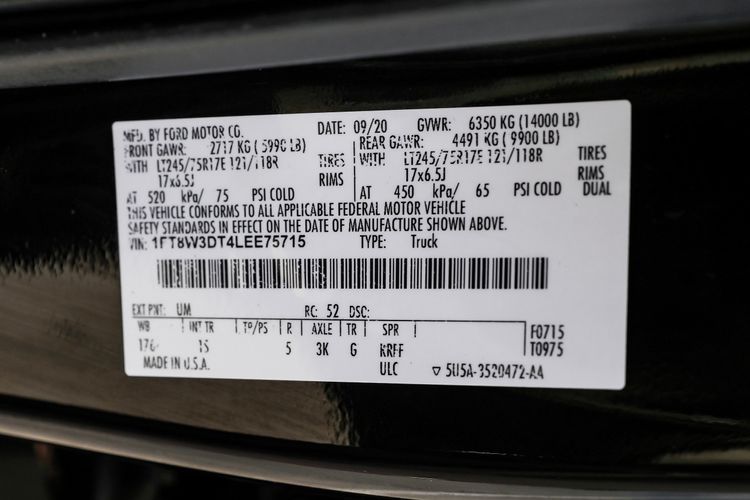 MFD. BY FORD MOTOR CO. DATE: 09/20 GVWR: 6350 KG (14000 LB)
FRONT GAWR: 2717 KG (5990 LB) REAR GAWR: 4491 KG (9900 LB)
WITH LT245/75R17E 121/118R TIRES WITH LT245/75R17E 121/118R TIRES
17x6.5J RIMS 17x6.5J RIMS
AT 520 kPa/ 75 PSI COLD AT 450 kPa/ 65 PSI COLD DUAL
THIS VEHICLE CONFORMS TO ALL APPLICABLE FEDERAL MOTOR VEHICLE
SAFETY STANDARDS IN EFFECT ON THE DATE OF MANUFACTURE SHOWN ABOVE.
VIN: 1FT8W3DT4LEE75715 TYPE: Truck
EXT PNT: UM RC: 52 DSC:
WB INT TR TP/PS R AXLE TR SPR F0715
176 5 3K G T0975
MADE IN U.S.A. ULC ▽ 5U5A-3520472-AA